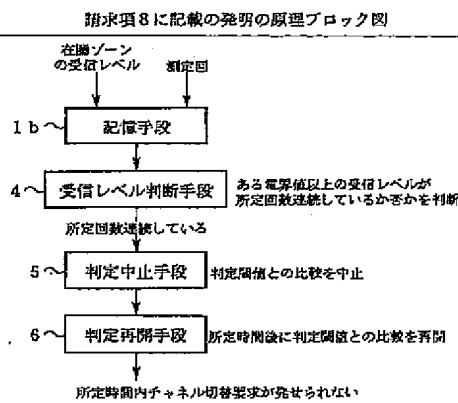 請求項8に記載の発明の原理ブロック図
在圏ゾーン
の受信レベル
測定回
1b
記憶手段
4
受信レベル判断手段
ある電界値以上の受信レベルが
所定回数連続しているか否かを判断
所定回数連続している
5
判定中止手段
判定閾値との比較を中止
6
判定再開手段
所定時間後に判定閾値との比較を再開
所定時間内チャネル切替要求が発せられない